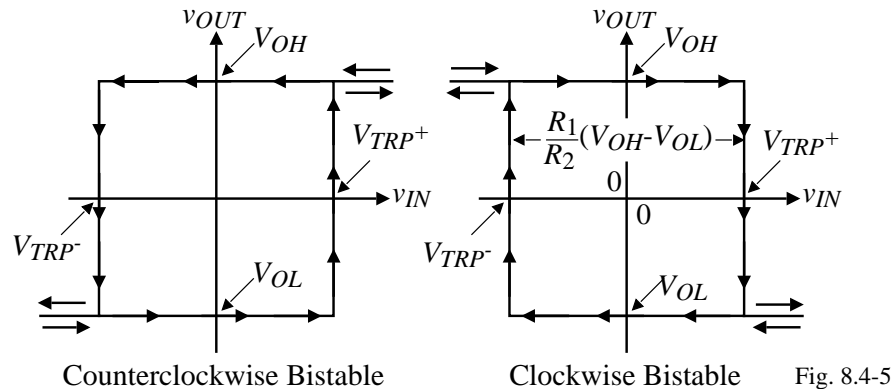 vOUT
VOH
VTRP+
vIN
VTRP-
VOL
Counterclockwise Bistable
vOUT
VOH
R1
R2
(VOH-VOL)
VTRP+
0
vIN
0
VTRP-
VOL
Clockwise Bistable
Fig. 8.4-5